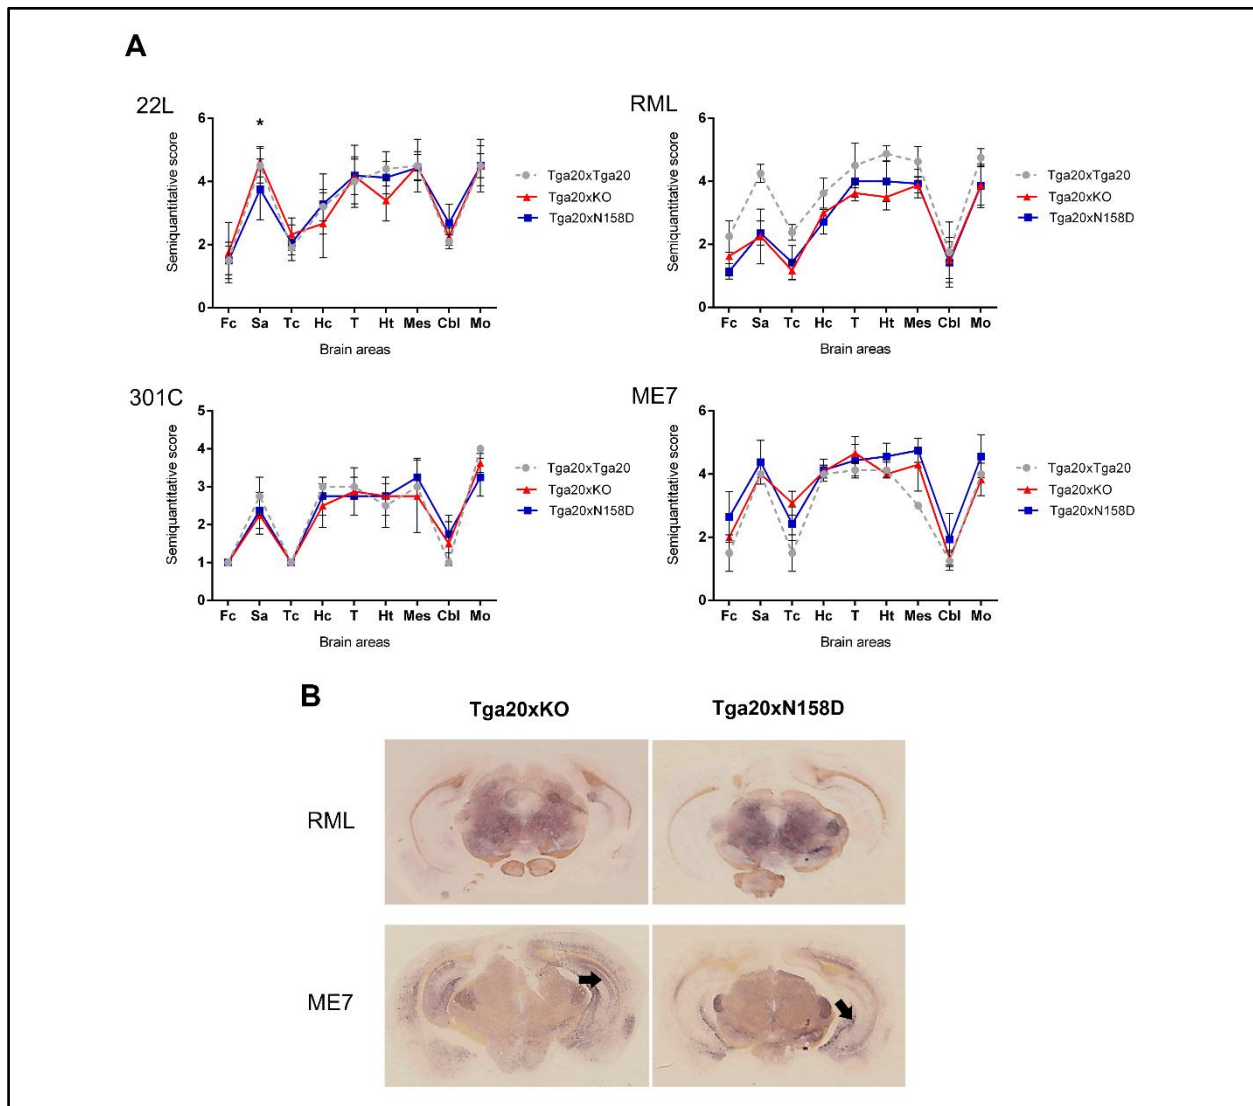 A
22L
6
4
2
0
Semiquantitative score
*
Fc Sa Tc Hc T Ht Mes Cbl Mo
Brain areas
Tga20xTga20
Tga20xKO
Tga20xN158D
RML
6
4
2
0
Semiquantitative score
Fc Sa Tc Hc T Ht Mes Cbl Mo
Brain areas
Tga20xTga20
Tga20xKO
Tga20xN158D
301C
5
4
3
2
1
0
Semiquantitative score
Fc Sa Tc Hc T Ht Mes Cbl Mo
Brain areas
Tga20xTga20
Tga20xKO
Tga20xN158D
ME7
6
4
2
0
Semiquantitative score
Fc Sa Tc Hc T Ht Mes Cbl Mo
Brain areas
Tga20xTga20
Tga20xKO
Tga20xN158D
B
Tga20xKO
Tga20xN158D
RML
ME7